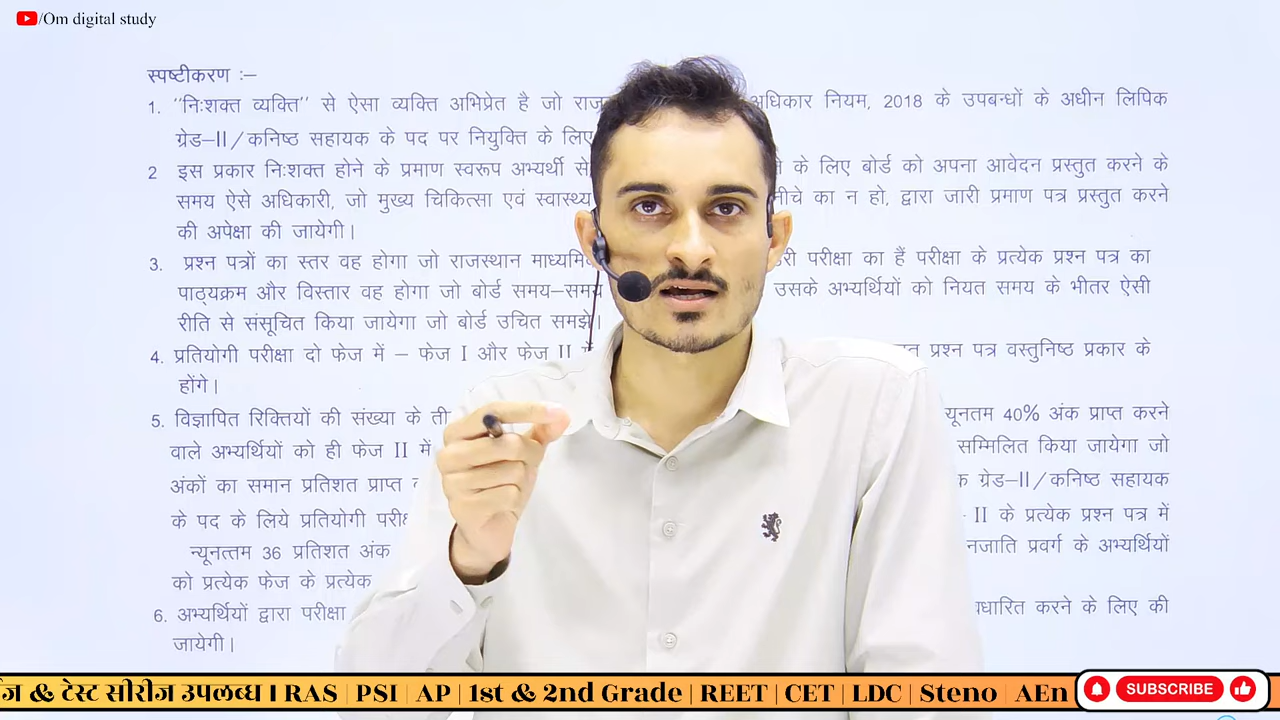 /Om digital study
स्पष्टीकरण :–
1. "निःशक्त व्यक्ति" से ऐसा व्यक्ति अभिप्रेत है जो अधिकार नियम, 2018 के उपबन्धों के अधीन लिपिक
ग्रेड–II/कनिष्ठ सहायक के पद पर नियुक्ति के
2 इस प्रकार निःशक्त होने के प्रमाण स्वरूप अभ्यर्थी के लिए बोर्ड को अपना आवेदन प्रस्तुत करने के
समय ऐसे अधिकारी, जो मुख्य चिकित्सा एवं स्वास्थ्य नीचे का न हो, द्वारा जारी प्रमाण पत्र प्रस्तुत करने
की अपेक्षा की जायेगी।
3. प्रश्न पत्रों का स्तर वह होगा जो राजस्थान परीक्षा का हैं परीक्षा के प्रत्येक प्रश्न पत्र का
पाठ्यक्रम और विस्तार वह होगा जो बोर्ड समय–समय उसके अभ्यर्थियों को नियत समय के भीतर ऐसी
रीति से संसूचित किया जायेगा जो बोर्ड उचित समझे।
4. प्रतियोगी परीक्षा दो फेज में – फेज I और फेज II प्रश्न पत्र वस्तुनिष्ठ प्रकार के
होंगे।
5. विज्ञापित रिक्तियों की संख्या के 40% अंक प्राप्त करने
वाले अभ्यर्थियों को ही फेज II में सम्मिलित किया जायेगा जो
अंकों का समान प्रतिशत प्राप्त ग्रेड–II/कनिष्ठ सहायक
के पद के लिये प्रतियोगी II के प्रत्येक प्रश्न पत्र में
न्यूनत्तम 36 प्रतिशत अंक प्रवर्ग के अभ्यर्थियों
को प्रत्येक फेज के प्रत्येक
6. अभ्यर्थियों द्वारा परीक्षा करने के लिए की
जायेगी।
& टेस्ट सीरीज उपलब्ध । RAS | PSI | AP | 1st & 2nd Grade | REET | CET | LDC | Steno | AEn
SUBSCRIBE